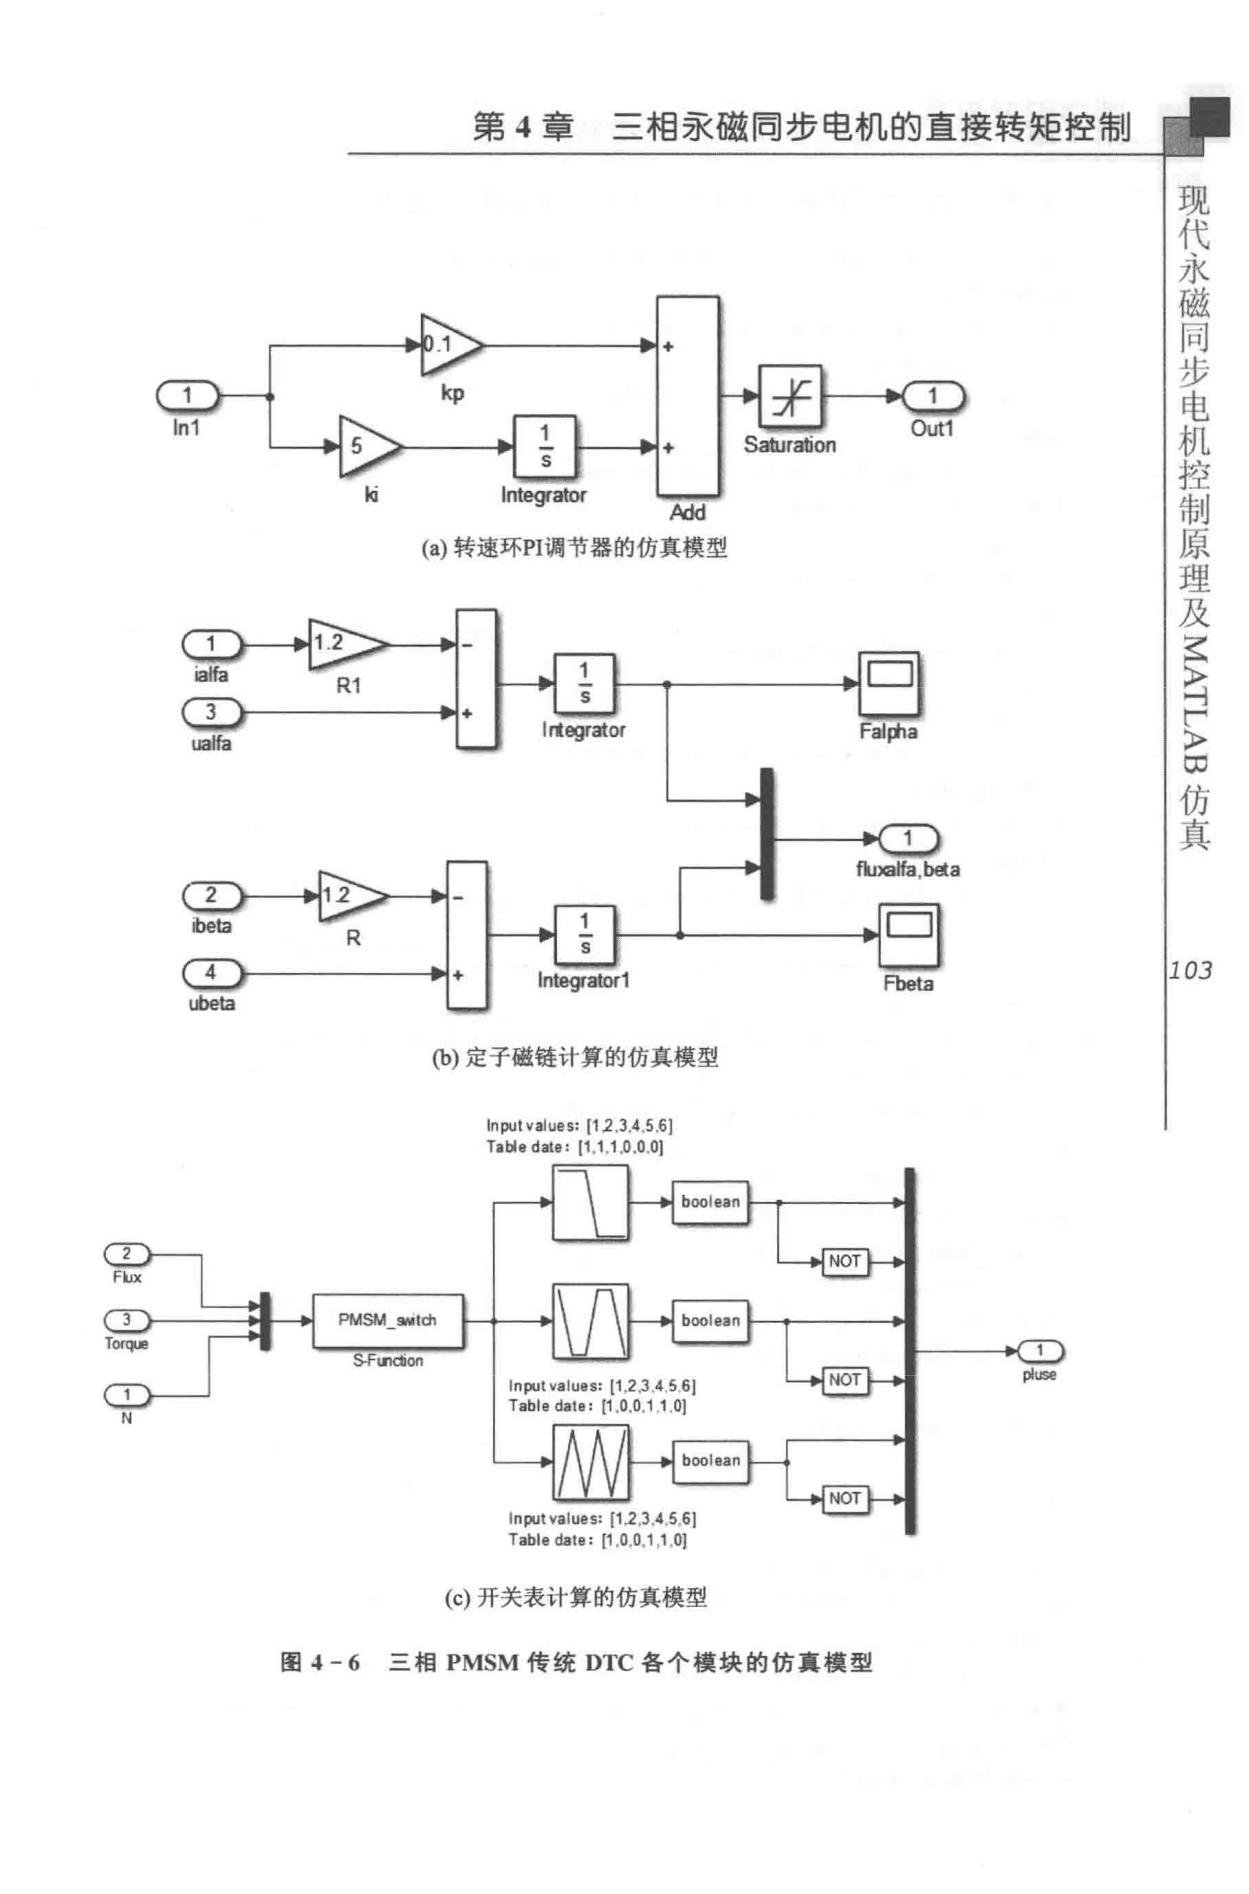 第 4 章 三相永磁同步电机的直接转矩控制
现代永磁同步电机控制原理及MATLAB仿真
103
0.1
kp
1
In1
5
ki
1
s
Integrator
+
+
Add
Saturation
1
Out1
(a) 转速环PI调节器的仿真模型
1
ialfa
1.2
R1
3
ualfa
−
+
1
s
Integrator
Falpha
1
fluxalfa,beta
2
ibeta
1.2
R
4
ubeta
−
+
1
s
Integrator1
Fbeta
(b) 定子磁链计算的仿真模型
Input values: [1,2,3,4,5,6]
Table date: [1,1,1,0,0,0]
boolean
NOT
2
Flux
3
Torque
1
N
PMSM_switch
S-Function
boolean
NOT
Input values: [1,2,3,4,5,6]
Table date: [1,0,0,1,1,0]
1
pluse
boolean
NOT
Input values: [1,2,3,4,5,6]
Table date: [1,0,0,1,1,0]
(c) 开关表计算的仿真模型
图 4－6 三相 PMSM 传统 DTC 各个模块的仿真模型